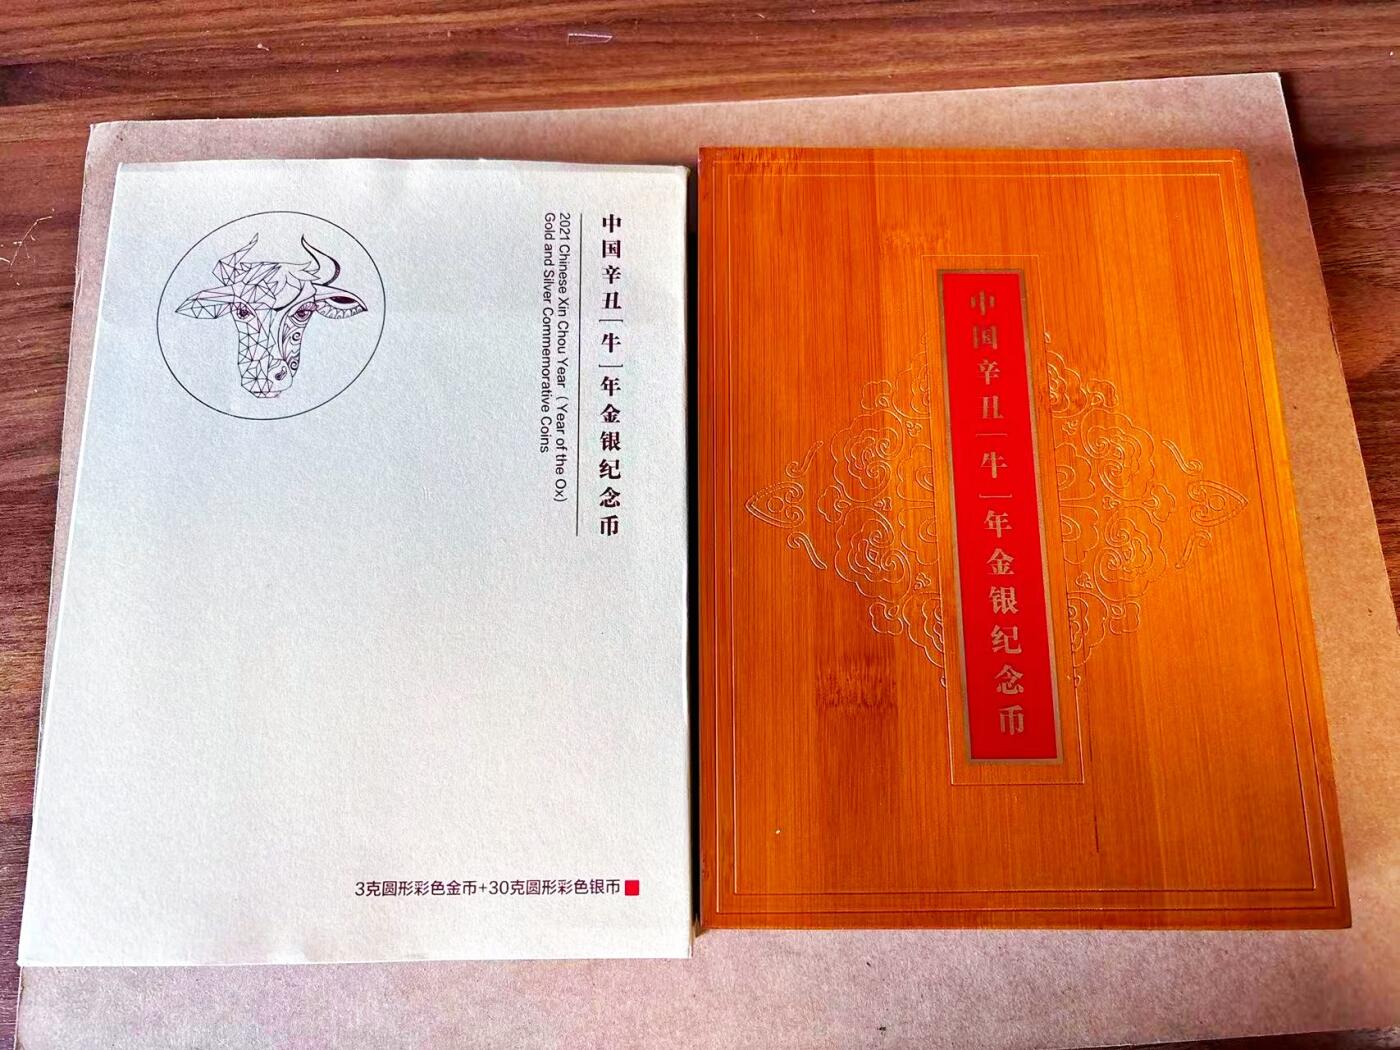 中国辛丑[牛]年金银纪念币
2021 Chinese Xin Chou Year（Year of the Ox)
Gold and Silver Commemorative Coins
3克圆形彩色金币+30克圆形彩色银币
中国辛丑[牛]年金银纪念币